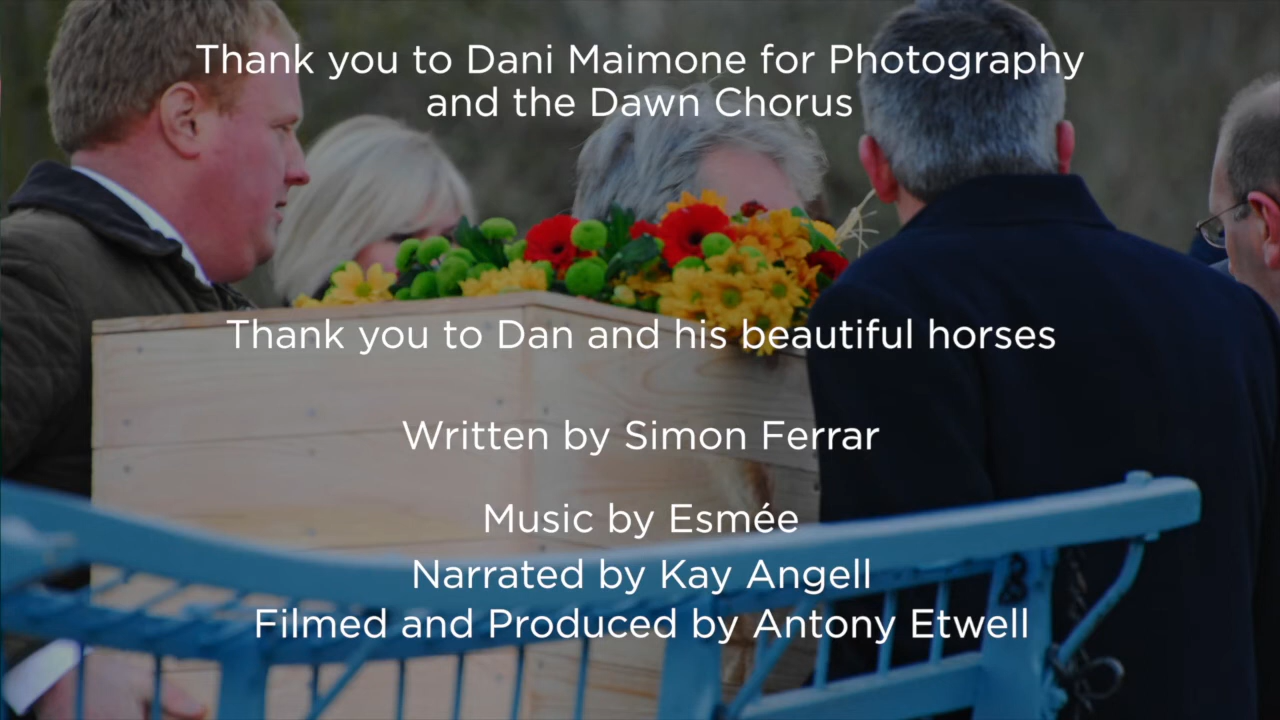 Thank you to Dani Maimone for Photography
and the Dawn Chorus
Thank you to Dan and his beautiful horses
Written by Simon Ferrar
Music by Esmée
Narrated by Kay Angell
Filmed and Produced by Antony Etwell